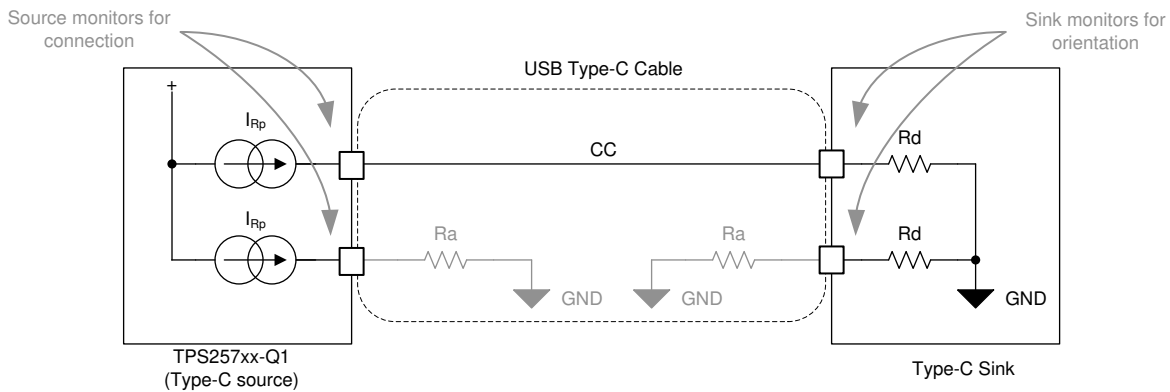 Source monitors for
connection
Sink monitors for
orientation
USB Type-C Cable
+
IRp
CC
Rd
IRp
Ra
Ra
Rd
GND
GND
GND
TPS257xx-Q1
(Type-C source)
Type-C Sink